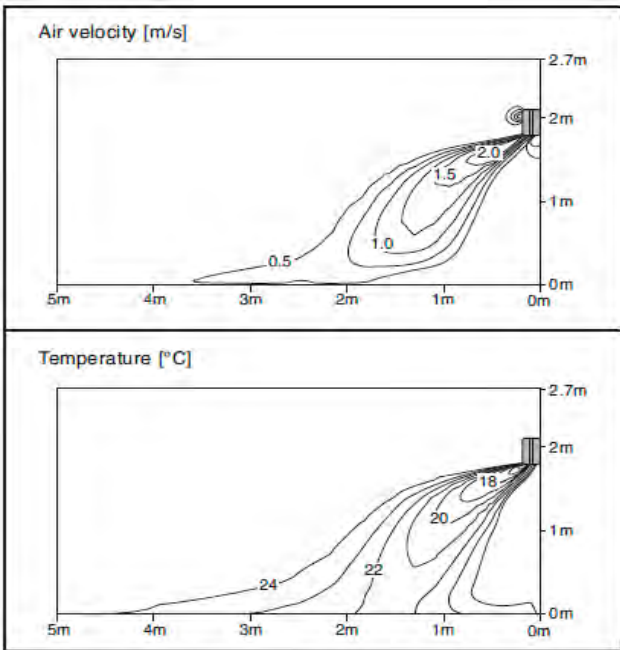 Air velocity [m/s]
2.7m
2m
2.0
1.5
1m
1.0
0.5
0m
5m 4m 3m 2m 1m 0m
Temperature [°C]
2.7m
2m
18
20
1m
22
24
0m
5m 4m 3m 2m 1m 0m